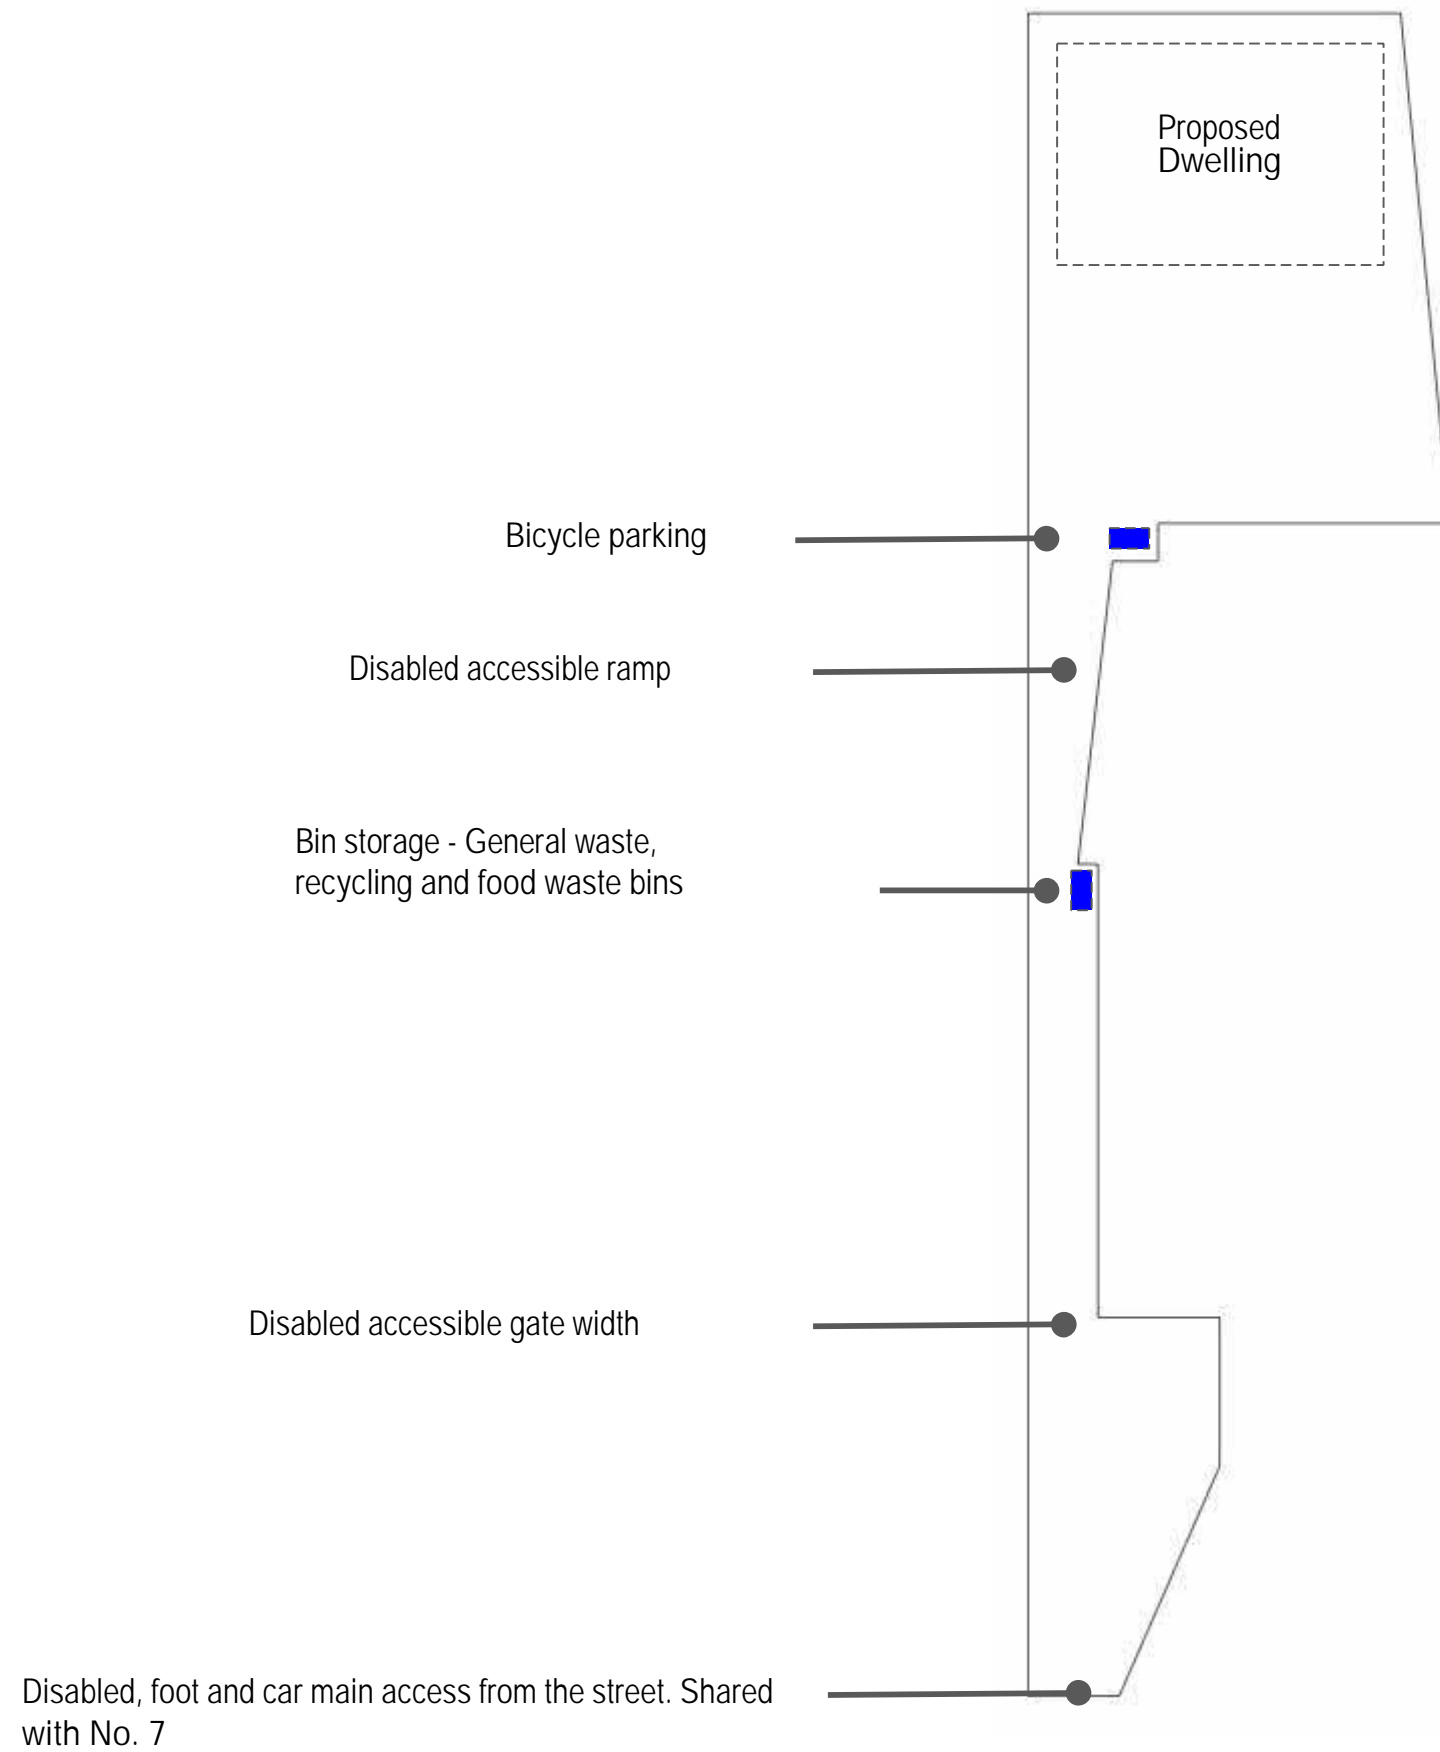 Proposed
Dwelling
Bicycle parking
Disabled accessible ramp
Bin storage - General waste,
recycling and food waste bins
Disabled accessible gate width
Disabled, foot and car main access from the street. Shared
with No. 7